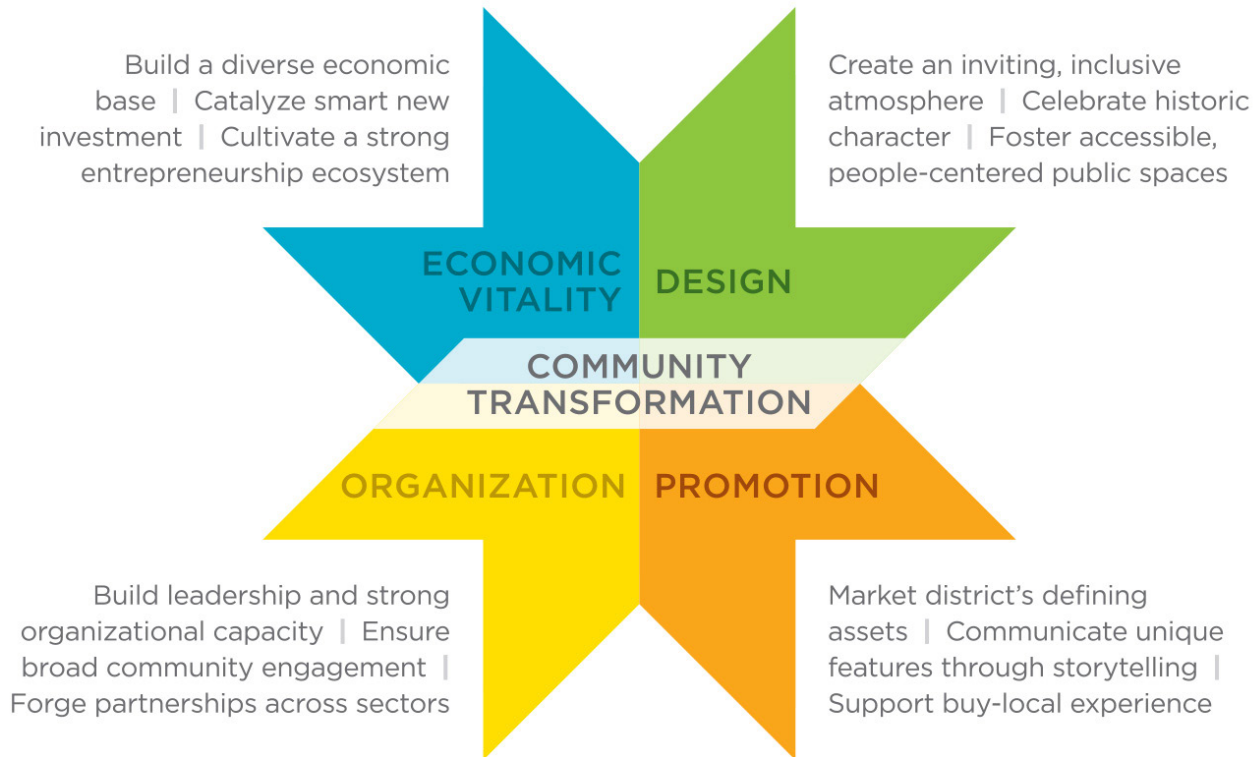 Build a diverse economic
base | Catalyze smart new
investment | Cultivate a strong
entrepreneurship ecosystem
Create an inviting, inclusive
atmosphere | Celebrate historic
character | Foster accessible,
people-centered public spaces
ECONOMIC
VITALITY
DESIGN
COMMUNITY
TRANSFORMATION
ORGANIZATION
PROMOTION
Build leadership and strong
organizational capacity | Ensure
broad community engagement |
Forge partnerships across sectors
Market district’s defining
assets | Communicate unique
features through storytelling |
Support buy-local experience